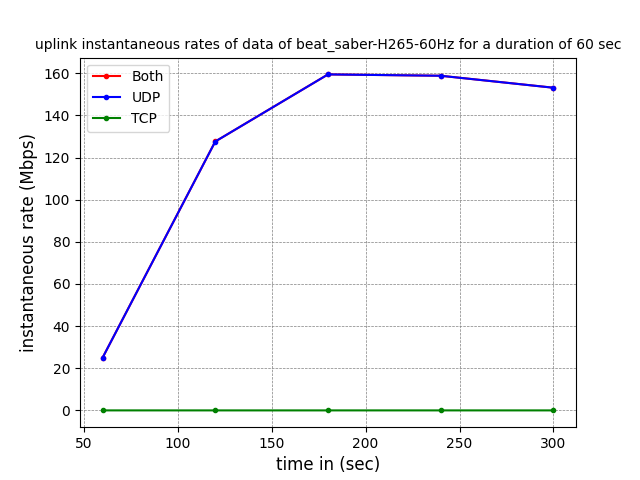 uplink instantaneous rates of data of beat_saber-H265-60Hz for a duration of 60 sec
Both
UDP
TCP
160
140
120
100
80
60
40
20
0
instantaneous rate (Mbps)
50
100
150
200
250
300
time in (sec)